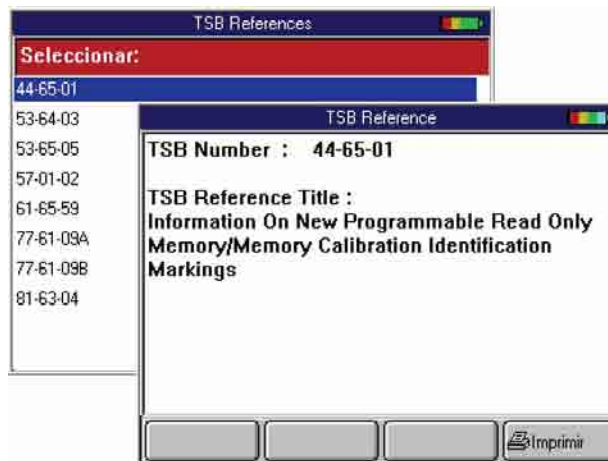 TSB References
Seleccionar:
44-65-01
53-64-03
53-65-05
57-01-02
61-65-59
77-61-09A
77-61-09B
81-63-04
TSB Reference
TSB Number : 44-65-01
TSB Reference Title :
Information On New Programmable Read Only
Memory/Memory Calibration Identification
Markings
Imprimir